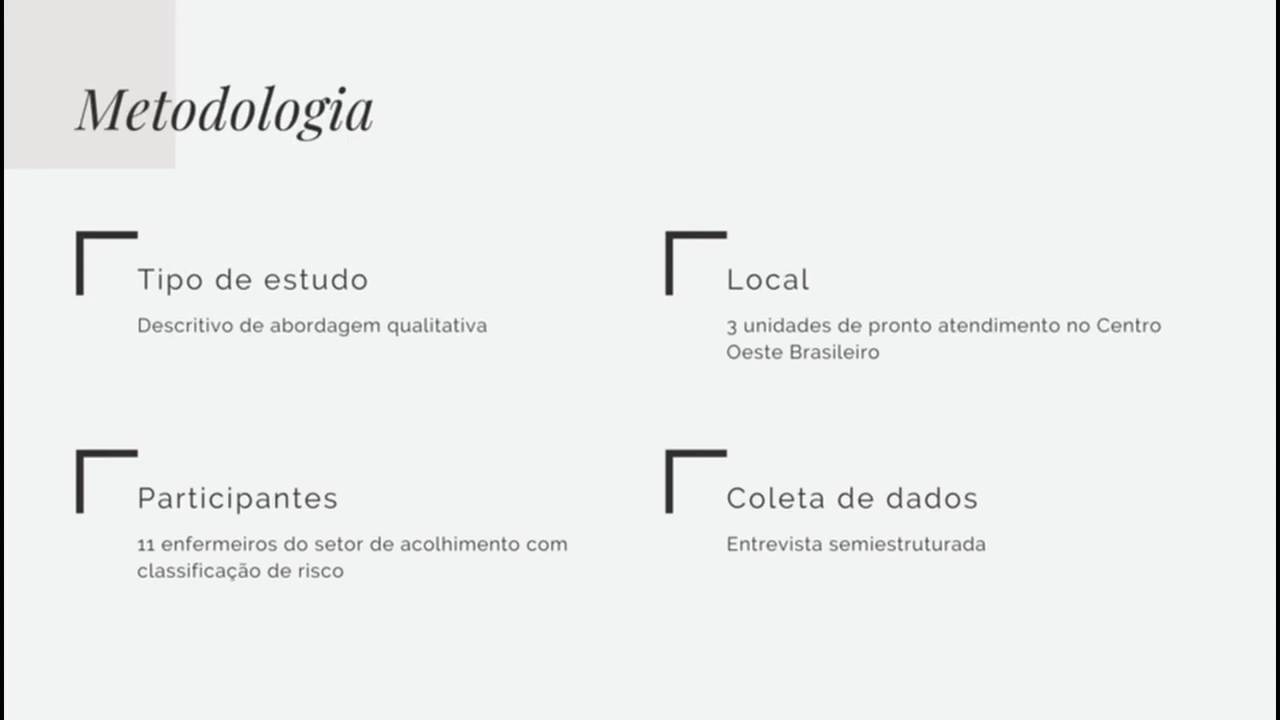 Metodologia
Tipo de estudo
Descritivo de abordagem qualitativa
Local
3 unidades de pronto atendimento no Centro
Oeste Brasileiro
Participantes
11 enfermeiros do setor de acolhimento com
classificação de risco
Coleta de dados
Entrevista semiestruturada